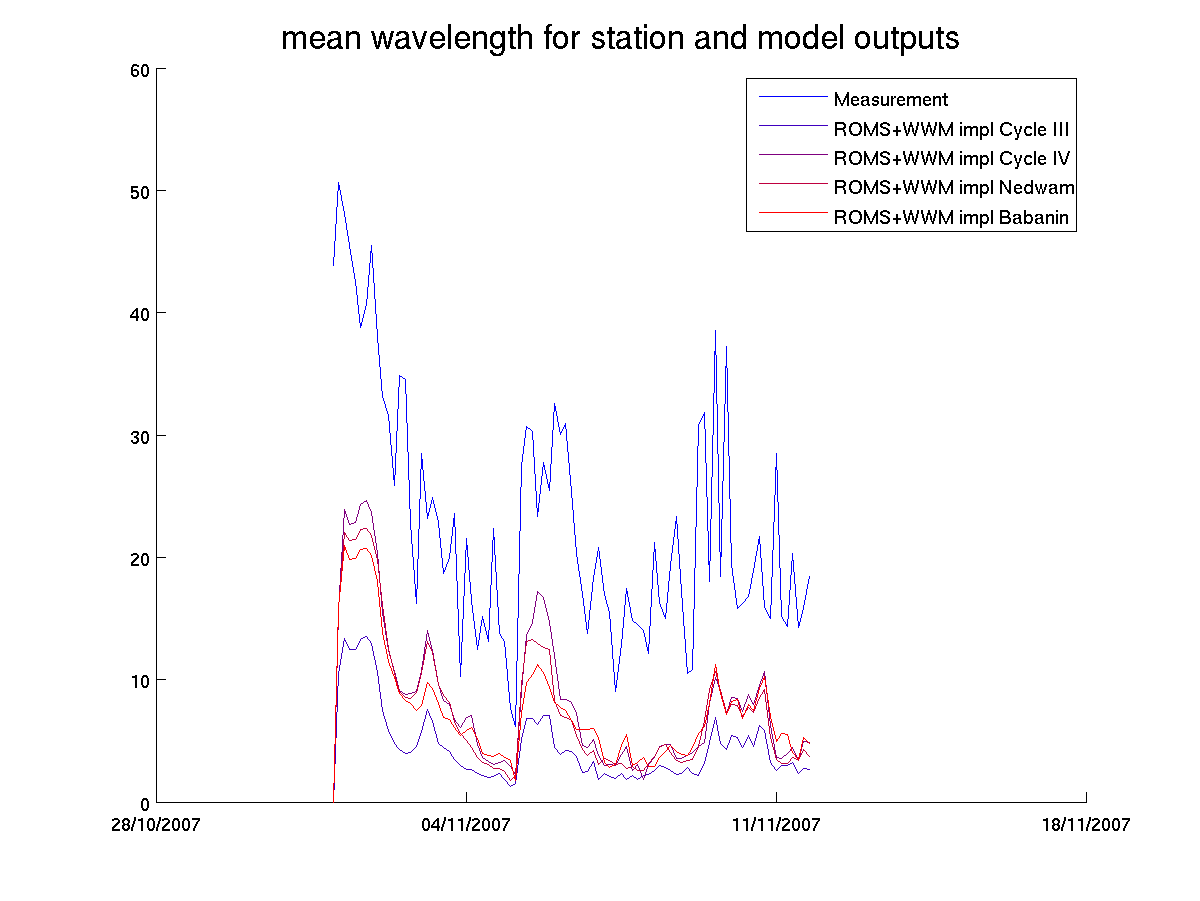 mean wavelength for station and model outputs
60
50
40
30
20
10
0
28/10/2007
04/11/2007
11/11/2007
18/11/2007
Measurement
ROMS+WWM impl Cycle III
ROMS+WWM impl Cycle IV
ROMS+WWM impl Nedwam
ROMS+WWM impl Babanin